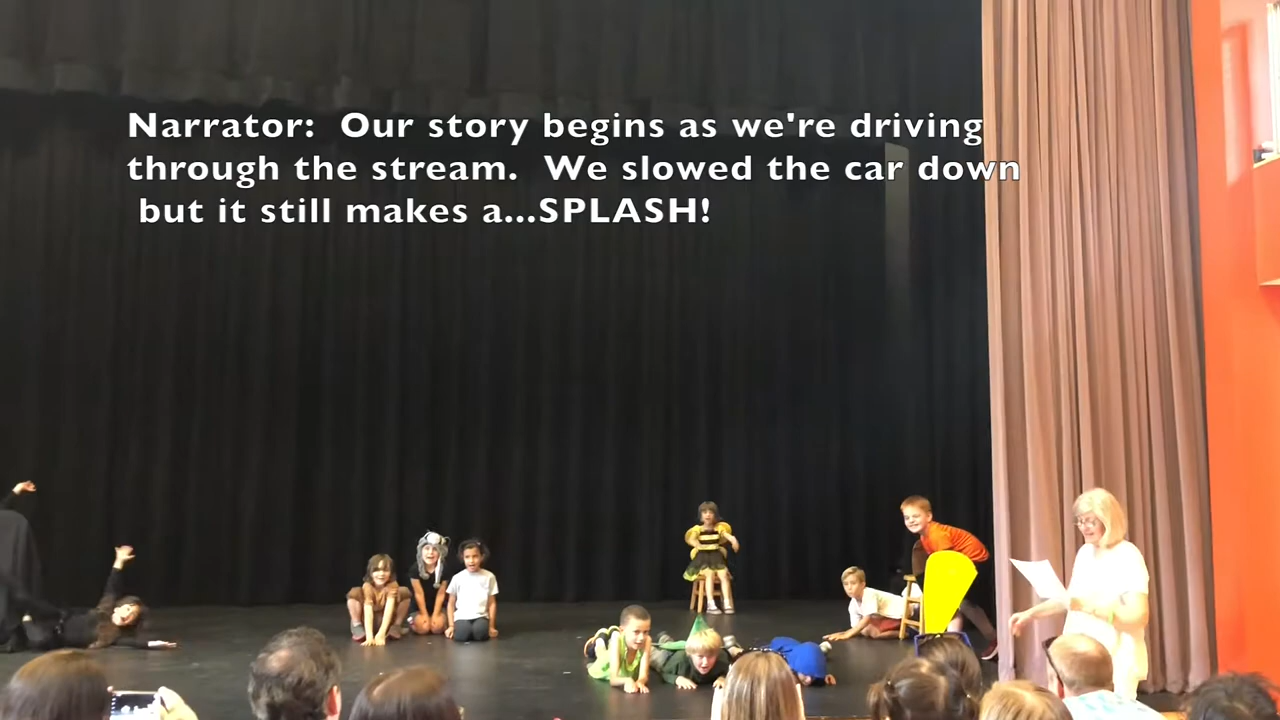 Narrator: Our story begins as we're driving
through the stream. We slowed the car down
but it still makes a...SPLASH!